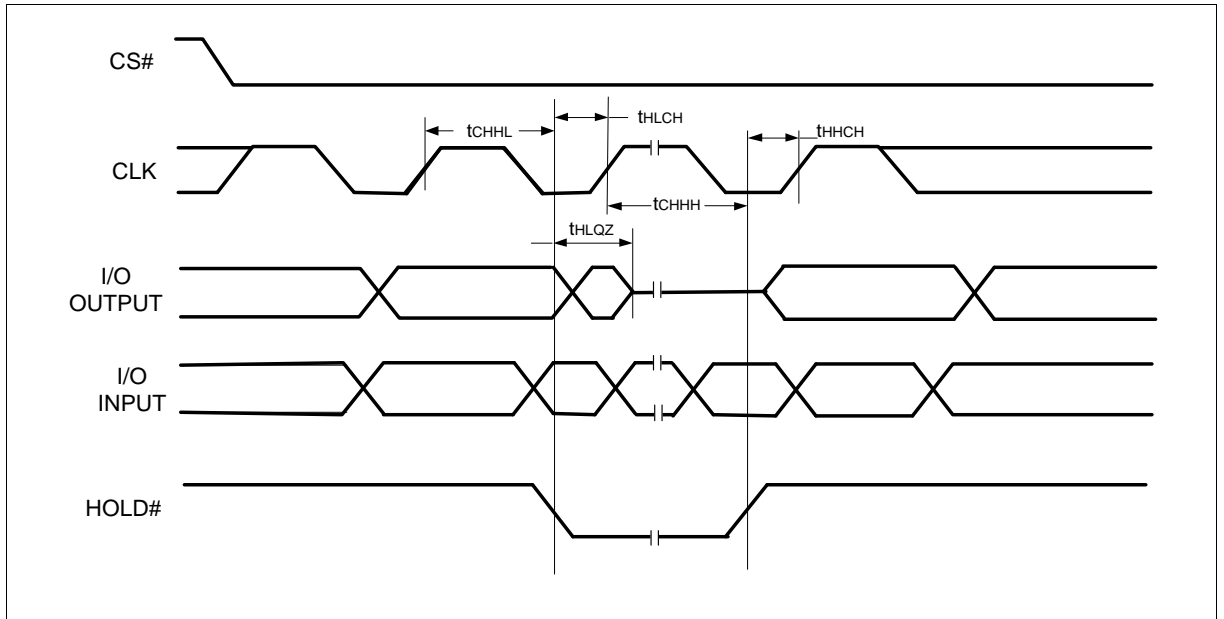 CS#
tCHHL
tHLCH
tHHCH
CLK
tCHHH
tHLQZ
I/O
OUTPUT
I/O
INPUT
HOLD#